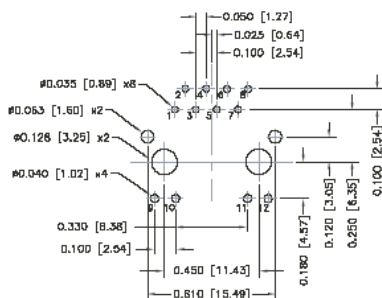 0.050 [1.27]
0.025 [0.64]
0.100 [2.54]
2 4 6 8
ø0.035 [0.89] x8
1 3 5 7
ø0.063 [1.60] x2
ø0.128 [3.25] x2
ø0.040 [1.02] x4
9 10 11 12
0.330 [8.38]
0.100 [2.54]
0.450 [11.43]
0.610 [15.49]
0.180 [4.57]
0.120 [3.05]
0.250 [6.35]
0.100 [2.54]